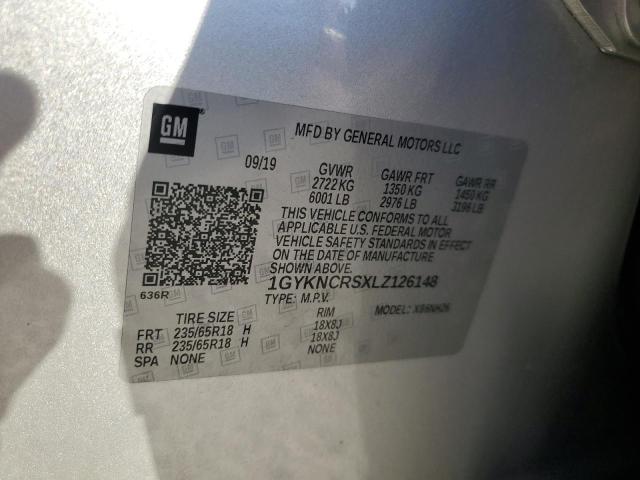 GM
MFD BY GENERAL MOTORS LLC
09/19 GVWR GAWR FRT GAWR RR
2722 KG 1350 KG 1450 KG
6001 LB 2976 LB 3196 LB
THIS VEHICLE CONFORMS TO ALL
APPLICABLE U.S. FEDERAL MOTOR
VEHICLE SAFETY STANDARDS IN EFFECT
ON THE DATE OF MANUFACTURE
SHOWN ABOVE.
636R
1GYKNCRSXLZ126148
TYPE: M.P.V. MODEL:
TIRE SIZE RIM
FRT 235/65R18 H 18X8J
RR 235/65R18 H 18X8J
SPA NONE NONE